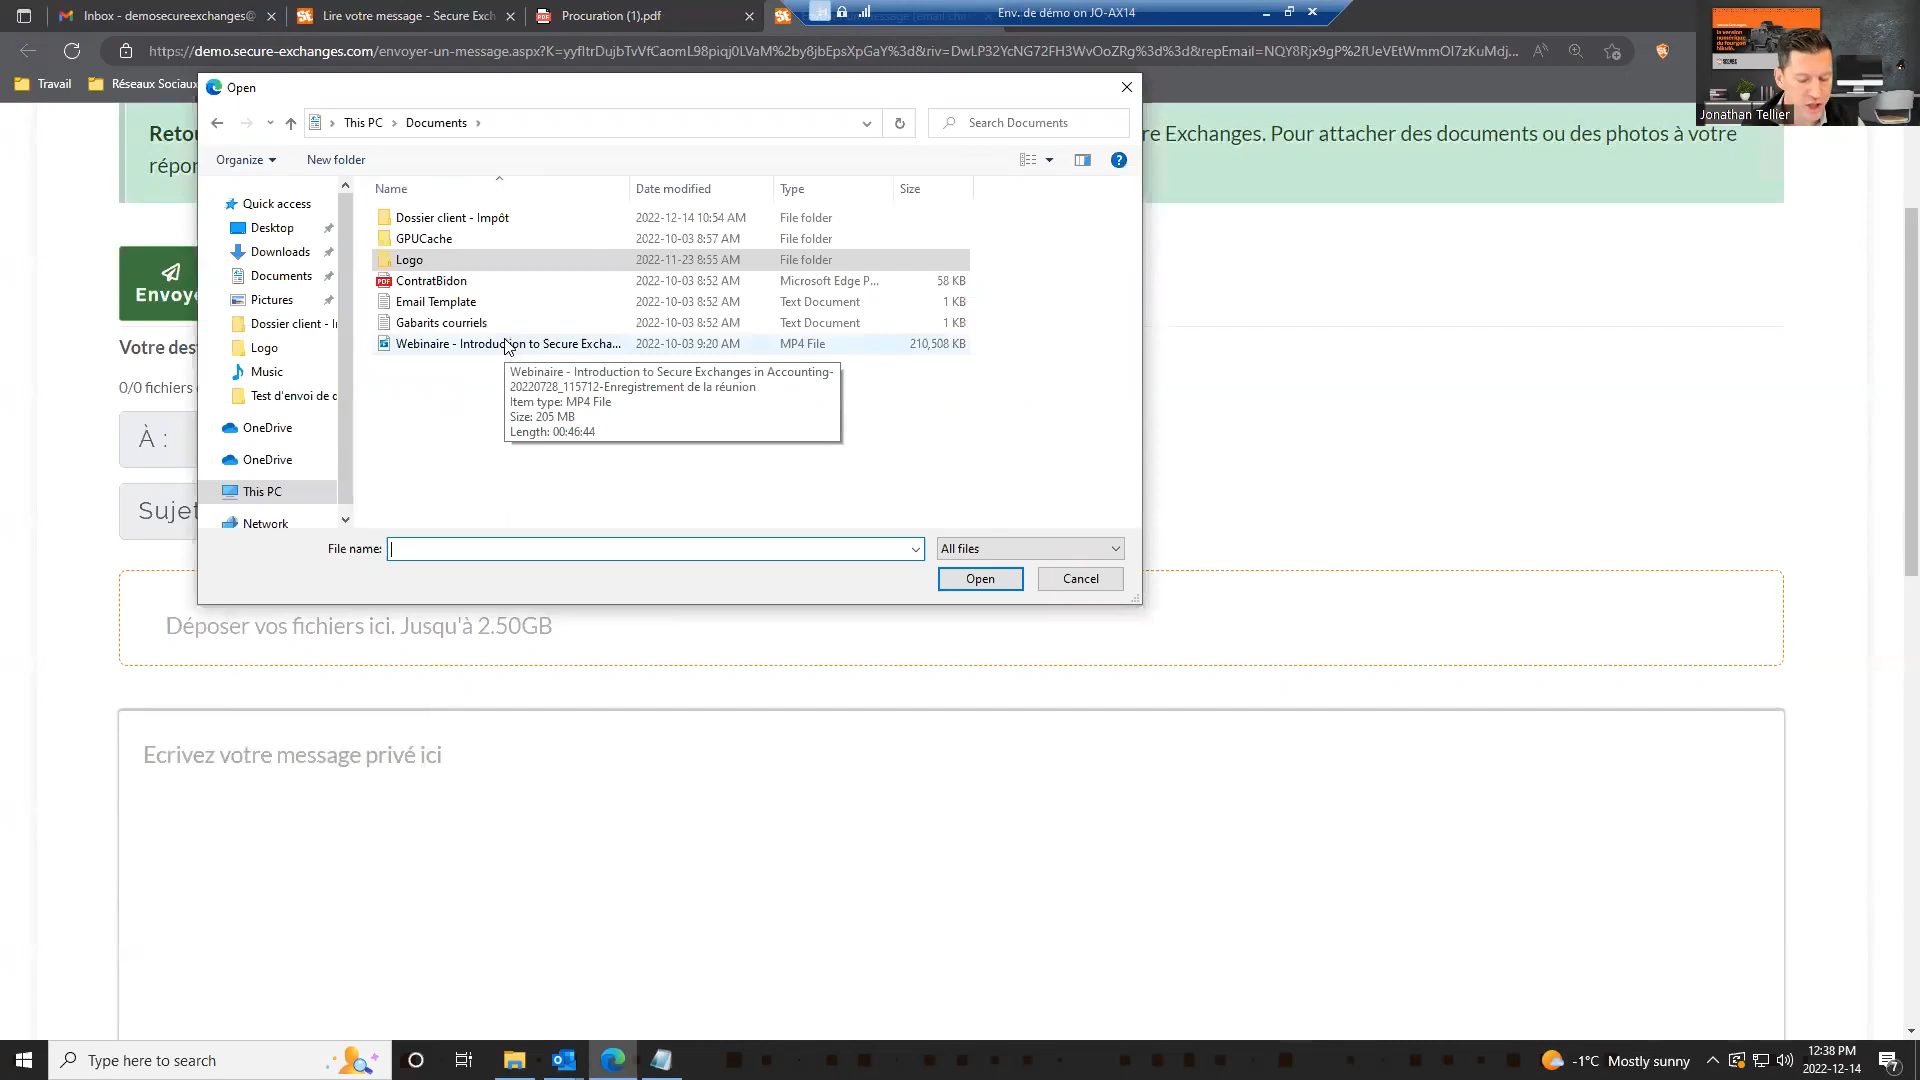 Inbox - demosecureexchanges@
Lire votre message - Secure Exch
Procuration (1).pdf
Env. de démo on JO-AX14
https://demo.secure-exchanges.com/envoyer-un-message.aspx?K=yyfltrDujbTvVfCaomL98piqj0LVaM%2by8jbEpsXpGaY%3d&riv=DwLP32YcNG72FH3WvOoZRg%3d%3d&repEmail=NQY8Rjx9gP%2fUeVEtWmmOI7zKuMdj...
Travail
Réseaux Sociaux
Jonathan Tellier
Open
This PC > Documents >
Search Documents
Organize
New folder
Name
Date modified
Type
Size
Quick access
Desktop
Downloads
Documents
Pictures
Dossier client - I
Logo
Music
Test d'envoi de c
OneDrive
OneDrive
This PC
Network
Dossier client - Impôt 2022-12-14 10:54 AM File folder
GPUCache 2022-10-03 8:57 AM File folder
Logo 2022-11-23 8:55 AM File folder
ContratBidon 2022-10-03 8:52 AM Microsoft Edge P... 58 KB
Email Template 2022-10-03 8:52 AM Text Document 1 KB
Gabarits courriels 2022-10-03 8:52 AM Text Document 1 KB
Webinaire - Introduction to Secure Excha... 2022-10-03 9:20 AM MP4 File 210,508 KB
Webinaire - Introduction to Secure Exchanges in Accounting-
20220728_115712-Enregistrement de la réunion
Item type: MP4 File
Size: 205 MB
Length: 00:46:44
File name:
All files
Open
Cancel
Retou
re Exchanges. Pour attacher des documents ou des photos à votre
répor
Envoye
Votre des
0/0 fichiers
À :
Sujet
Déposer vos fichiers ici. Jusqu'à 2.50GB
Ecrivez votre message privé ici
Type here to search
-1°C Mostly sunny
12:38 PM
2022-12-14
7